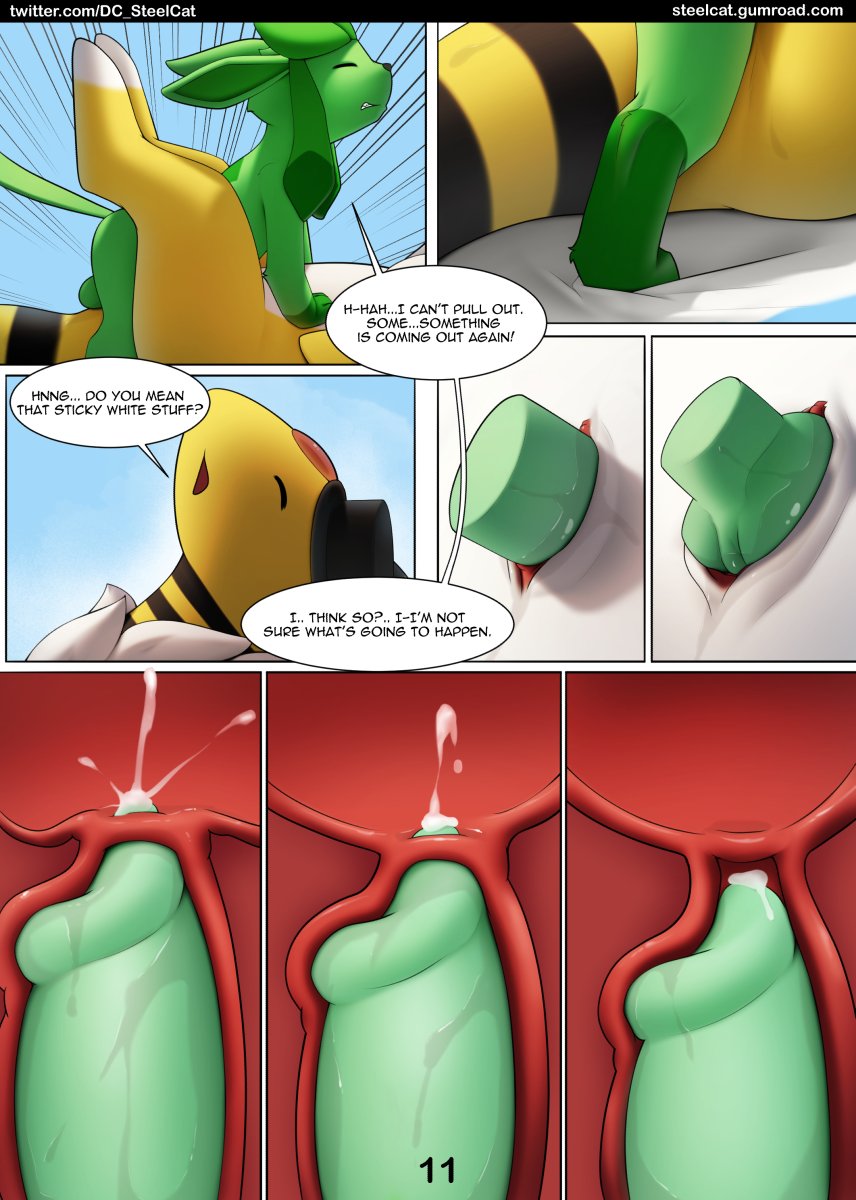 twitter.com/DC_SteelCat
steelcat.gumroad.com
H-HAH...I CAN'T PULL OUT.
SOME...SOMETHING
IS COMING OUT AGAIN!
HNNG... DO YOU MEAN
THAT STICKY WHITE STUFF?
I.. THINK SO?.. I-I'M NOT
SURE WHAT'S GOING TO HAPPEN.
11